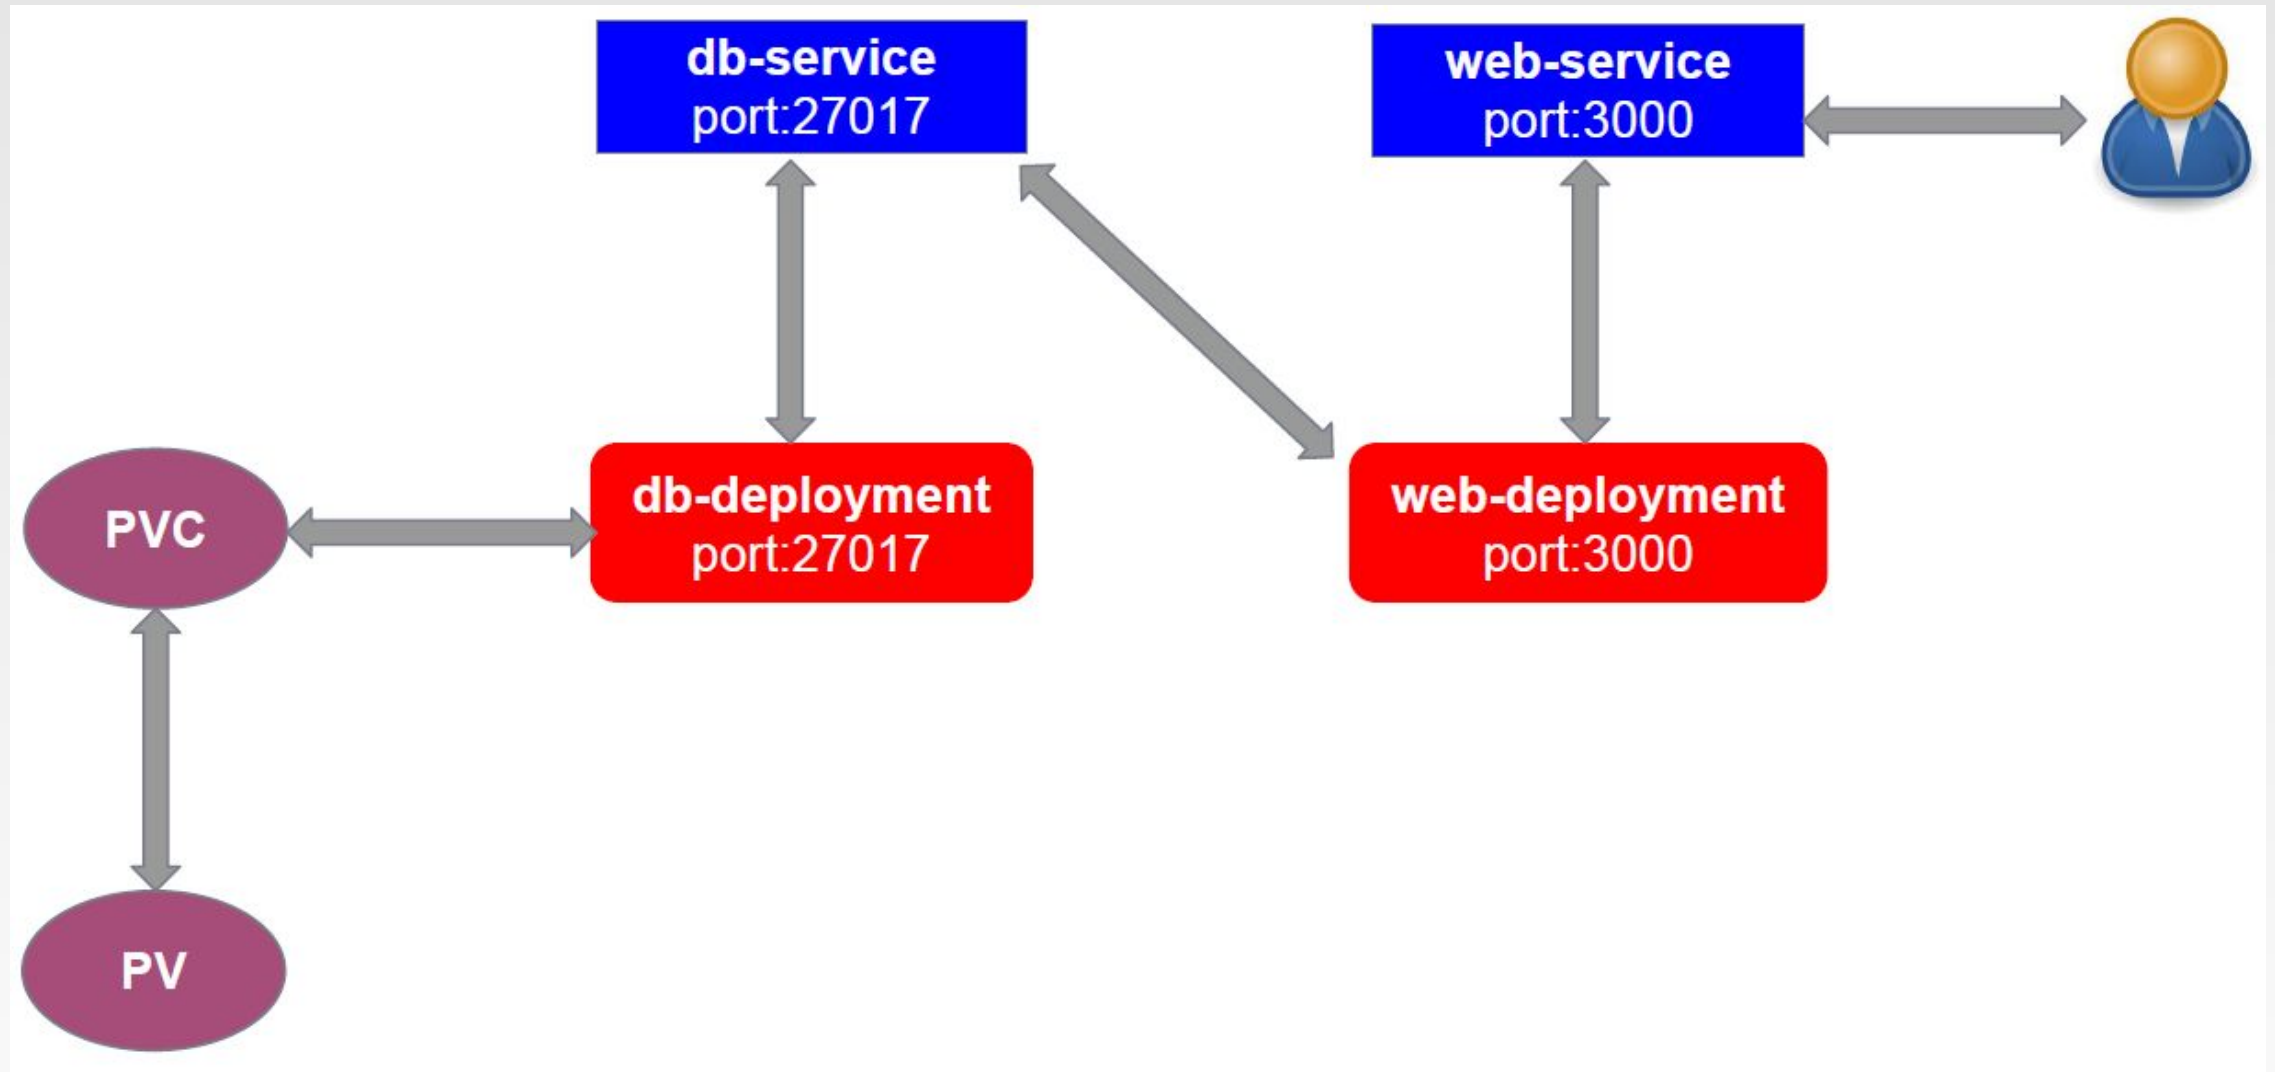 db-service
port:27017
web-service
port:3000
PVC
db-deployment
port:27017
web-deployment
port:3000
PV